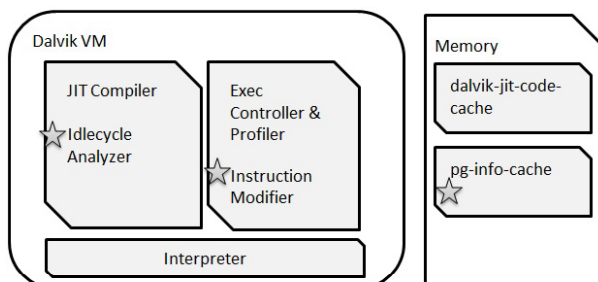 Dalvik VM
JIT Compiler
Idlecycle
Analyzer
Exec
Controller &
Profiler
Instruction
Modifier
Interpreter
Memory
dalvik-jit-code-
cache
pg-info-cache